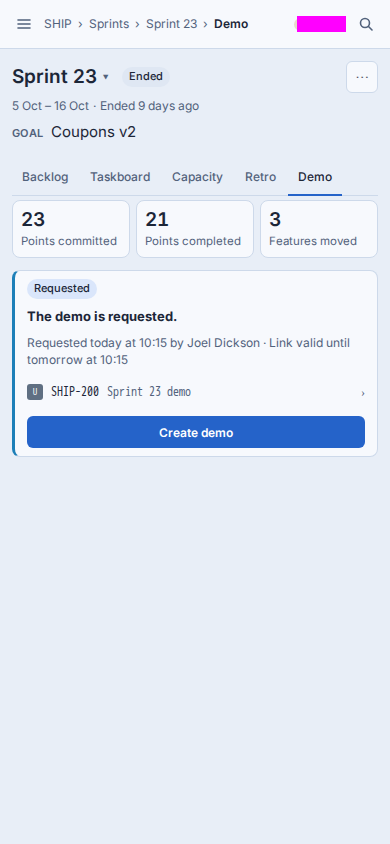 SHIP › Sprints › Sprint 23 › Demo
Sprint 23 ▾ Ended
...
5 Oct – 16 Oct · Ended 9 days ago
GOAL Coupons v2
Backlog Taskboard Capacity Retro Demo
23
Points committed
21
Points completed
3
Features moved
Requested
The demo is requested.
Requested today at 10:15 by Joel Dickson · Link valid until
tomorrow at 10:15
U SHIP-200 Sprint 23 demo ›
Create demo